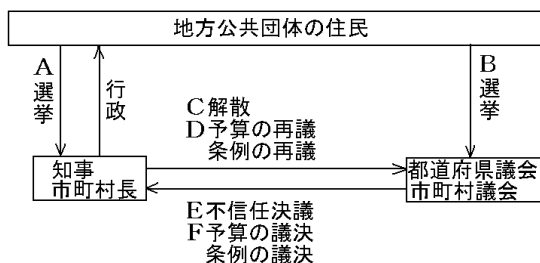 地方公共団体の住民
A選挙
行政
B選挙
C解散
D予算の再議
条例の再議
知事
市町村長
都道府県議会
市町村議会
E不信任決議
F予算の議決
条例の議決